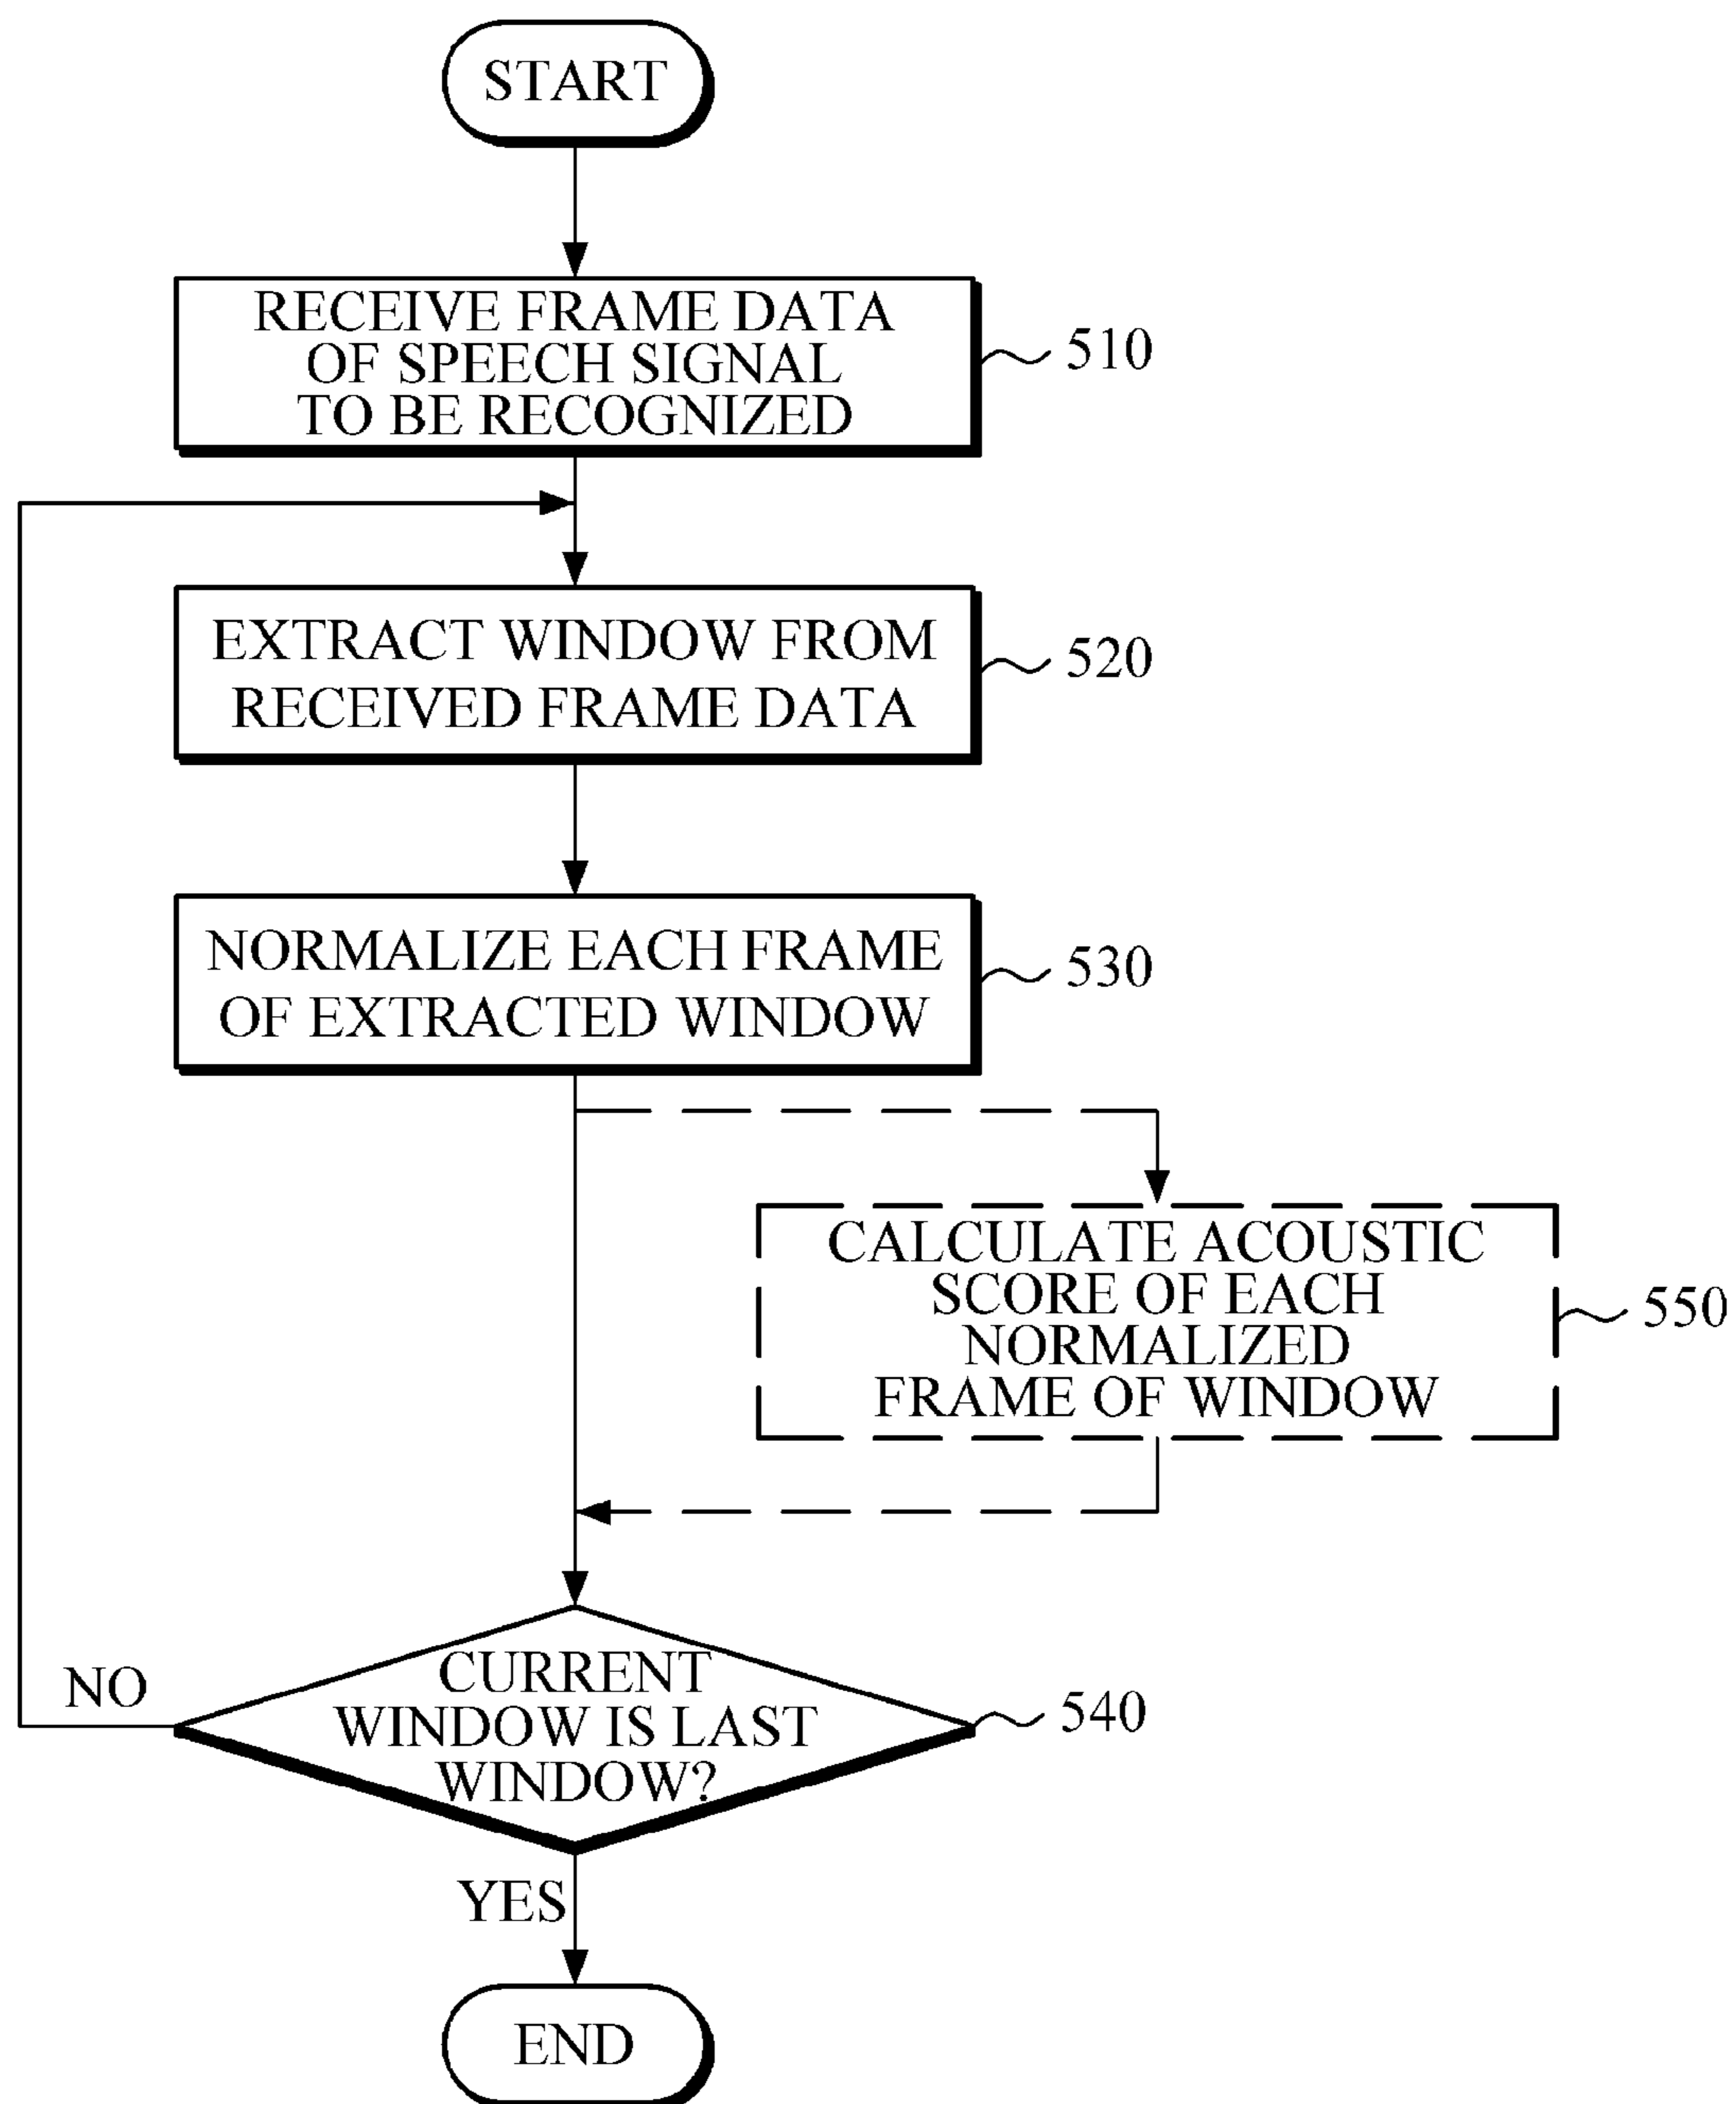 START
RECEIVE FRAME DATA
OF SPEECH SIGNAL
TO BE RECOGNIZED
510
EXTRACT WINDOW FROM
RECEIVED FRAME DATA
520
NORMALIZE EACH FRAME
OF EXTRACTED WINDOW
530
CALCULATE ACOUSTIC
SCORE OF EACH
NORMALIZED
FRAME OF WINDOW
550
NO
CURRENT
WINDOW IS LAST
WINDOW?
540
YES
END